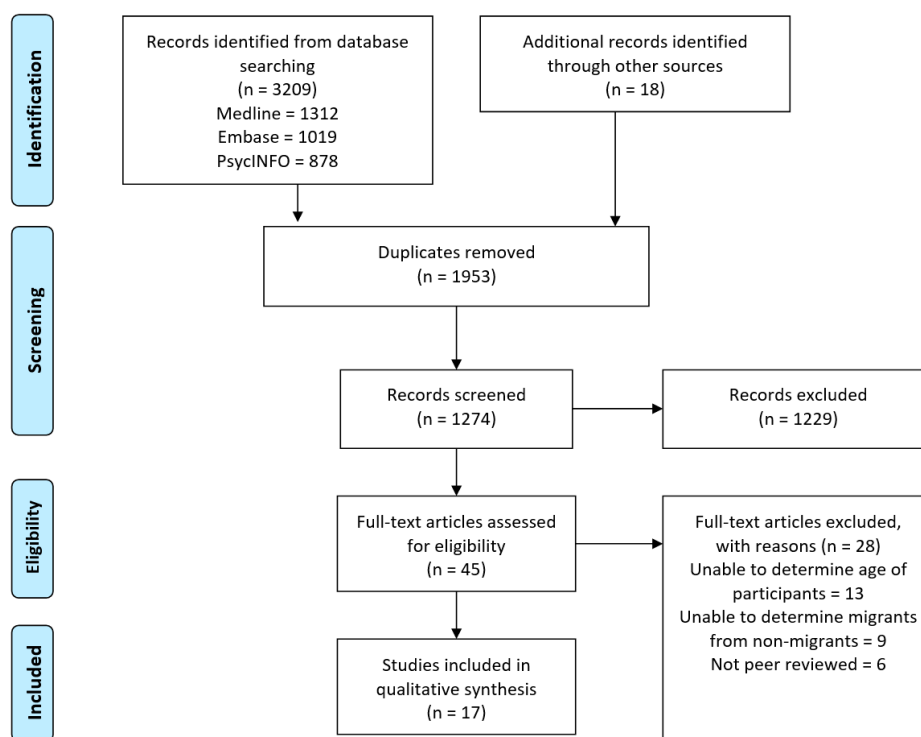 Identification
Records identified from database
searching
(n = 3209)
Medline = 1312
Embase = 1019
PsycINFO = 878
Additional records identified
through other sources
(n = 18)
Screening
Duplicates removed
(n = 1953)
Records screened
(n = 1274)
Records excluded
(n = 1229)
Eligibility
Full-text articles assessed
for eligibility
(n = 45)
Full-text articles excluded,
with reasons (n = 28)
Unable to determine age of
participants = 13
Unable to determine migrants
from non-migrants = 9
Not peer reviewed = 6
Included
Studies included in
qualitative synthesis
(n = 17)